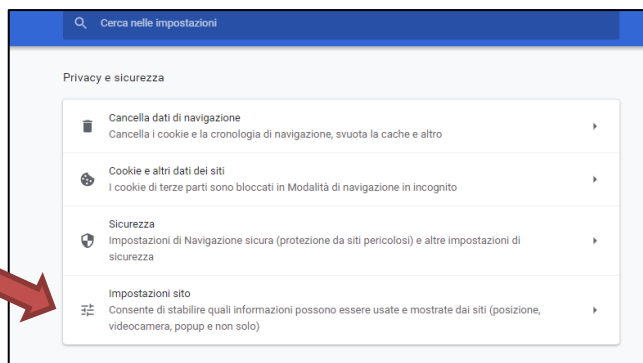 Cerca nelle impostazioni
Privacy e sicurezza
Cancella dati di navigazione
Cancella i cookie e la cronologia di navigazione, svuota la cache e altro
Cookie e altri dati dei siti
I cookie di terze parti sono bloccati in Modalità di navigazione in incognito
Sicurezza
Impostazioni di Navigazione sicura (protezione da siti pericolosi) e altre impostazioni di
sicurezza
Impostazioni sito
Consente di stabilire quali informazioni possono essere usate e mostrate dai siti (posizione,
videocamera, popup e non solo)